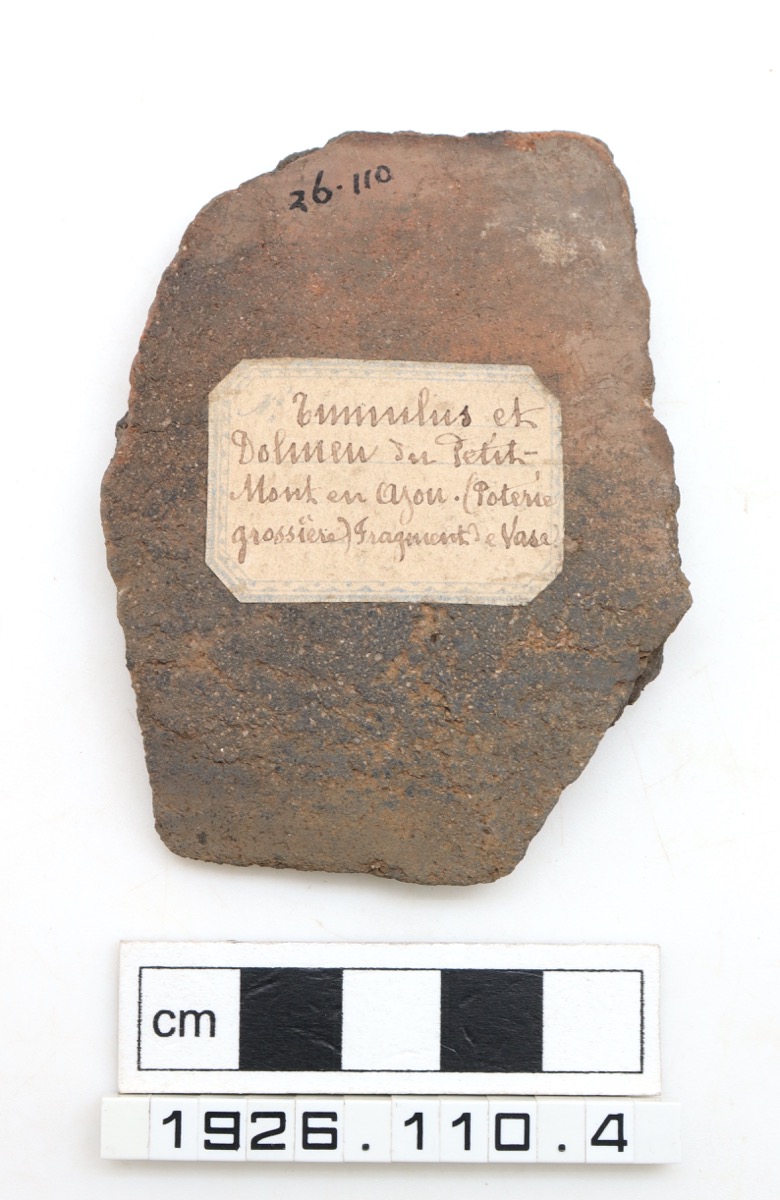 26.110
Tumulus et
Dolmen du Petit-
Mont en Arzon. (Poterie
grossière) Fragment de Vase
cm
1926.110.4